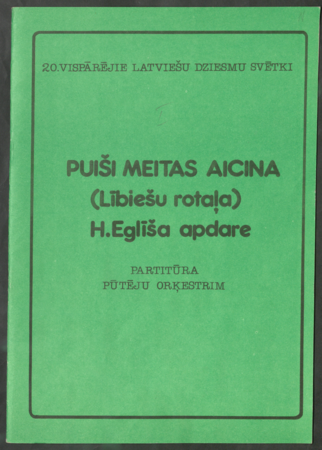 20.VISPĀRĒJIE LATVIEŠU DZIESMU SVĒTKI
PUIŠI MEITAS AICINA
(Lībiešu rotaļa)
H.Eglīša apdare
PARTITŪRA
PŪTĒJU ORĶESTRIM